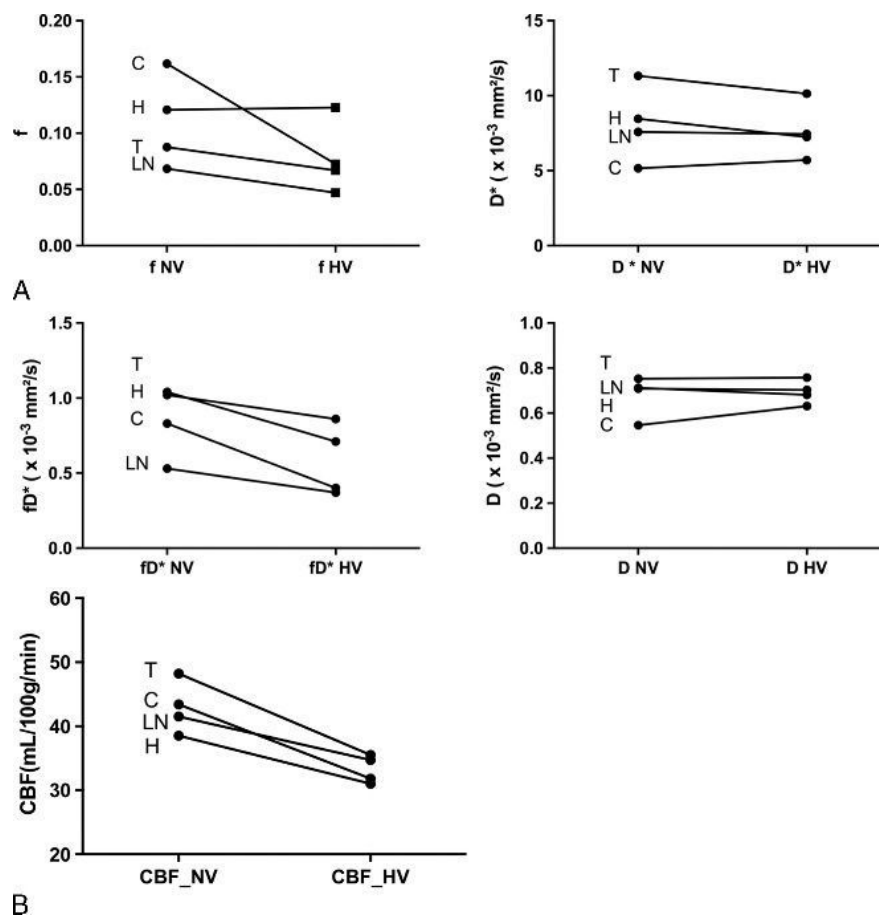 f
0.20
0.15
0.10
0.05
0.00
C
H
T
LN
f NV
f HV
D* ( x 10⁻³ mm²/s)
15
10
5
0
T
H
LN
C
D * NV
D* HV
A
fD* ( x 10⁻³ mm²/s)
1.5
1.0
0.5
0.0
T
H
C
LN
fD* NV
fD* HV
D ( x 10⁻³ mm²/s)
1.0
0.8
0.6
0.4
0.2
0.0
T
LN
H
C
D NV
D HV
CBF(mL/100g/min)
60
50
40
30
20
T
C
LN
H
CBF_NV
CBF_HV
B